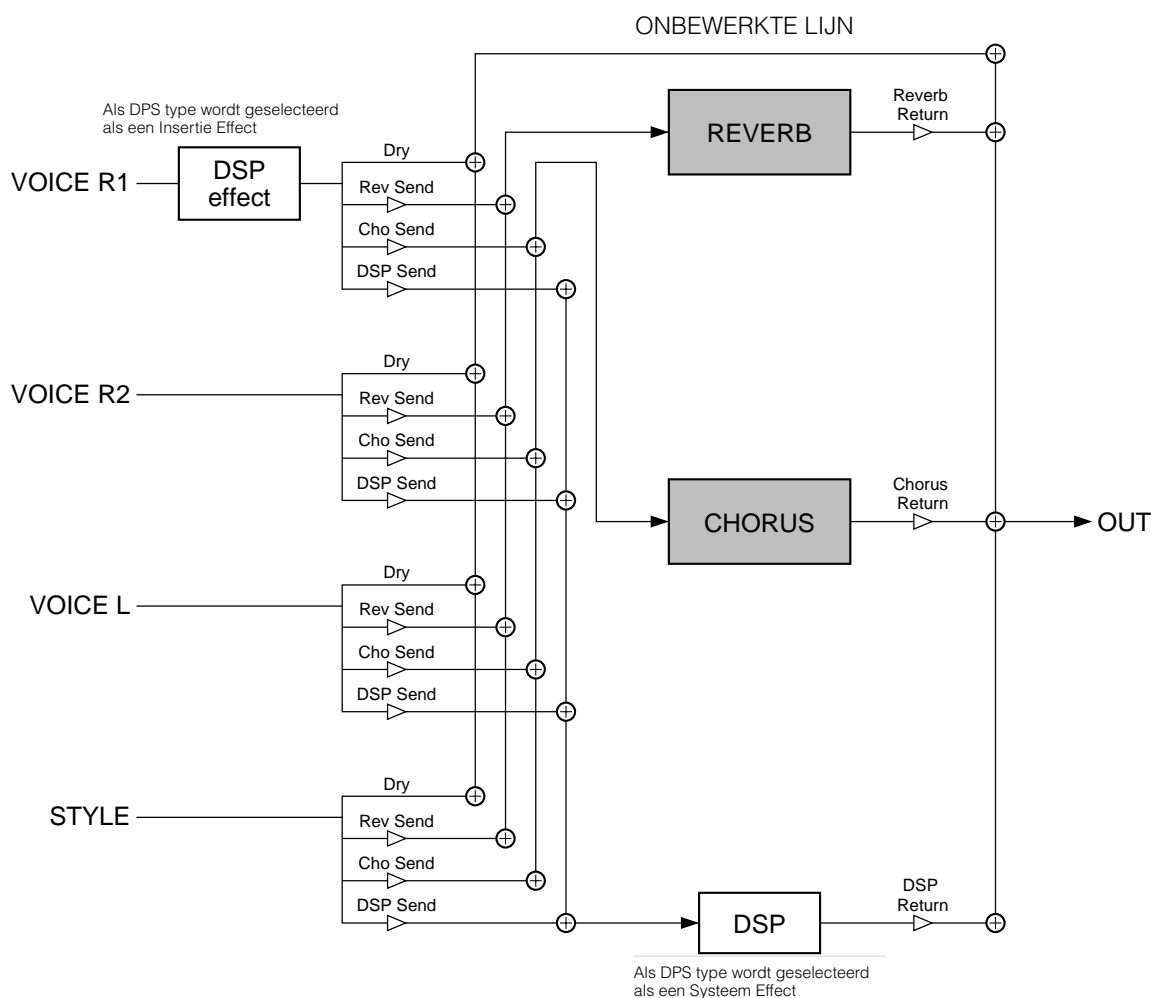 ONBEWERKTE LIJN
Als DPS type wordt geselecteerd
als een Insertie Effect
Reverb
Return
REVERB
Dry
VOICE R1
DSP
effect
Rev Send
Cho Send
DSP Send
Dry
VOICE R2
Rev Send
Cho Send
DSP Send
Chorus
Return
CHORUS
OUT
Dry
VOICE L
Rev Send
Cho Send
DSP Send
Dry
STYLE
Rev Send
Cho Send
DSP Send
DSP
Return
DSP
Als DPS type wordt geselecteerd
als een Systeem Effect